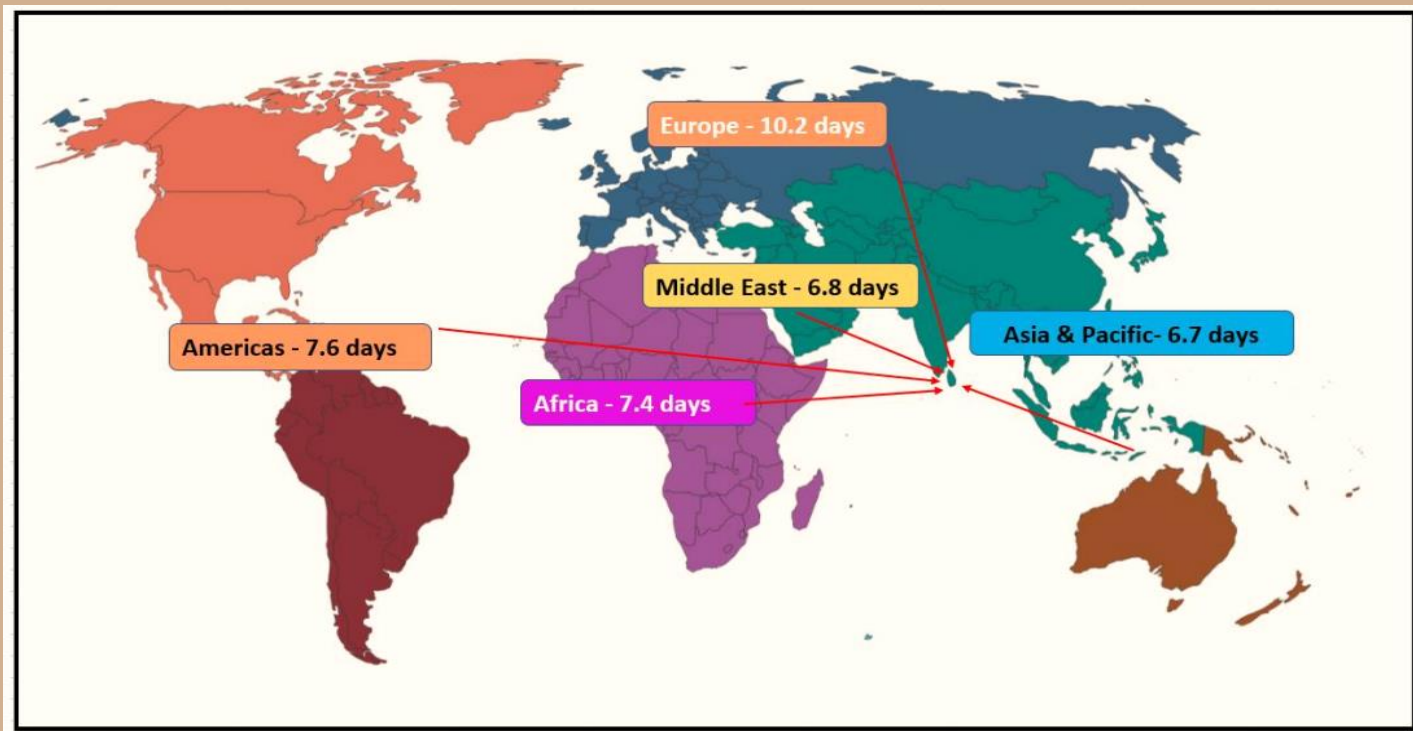 Europe - 10.2 days
Middle East - 6.8 days
Asia & Pacific- 6.7 days
Americas - 7.6 days
Africa - 7.4 days